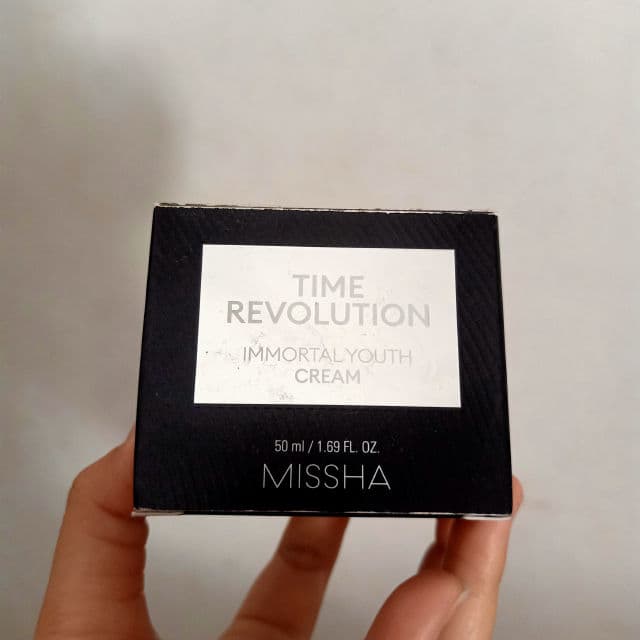 TIME
REVOLUTION
IMMORTAL YOUTH
CREAM
50 ml / 1.69 FL. OZ.
MISSHA